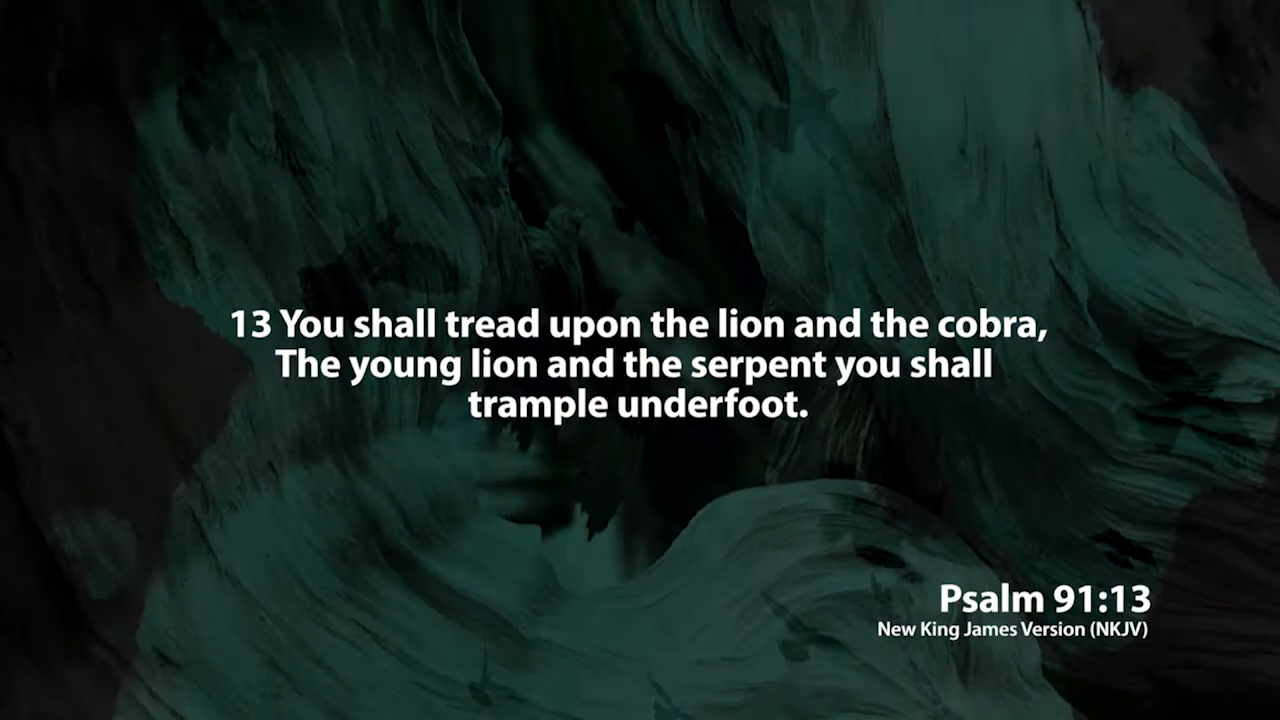 13 You shall tread upon the lion and the cobra,
The young lion and the serpent you shall
trample underfoot.
Psalm 91:13
New King James Version (NKJV)